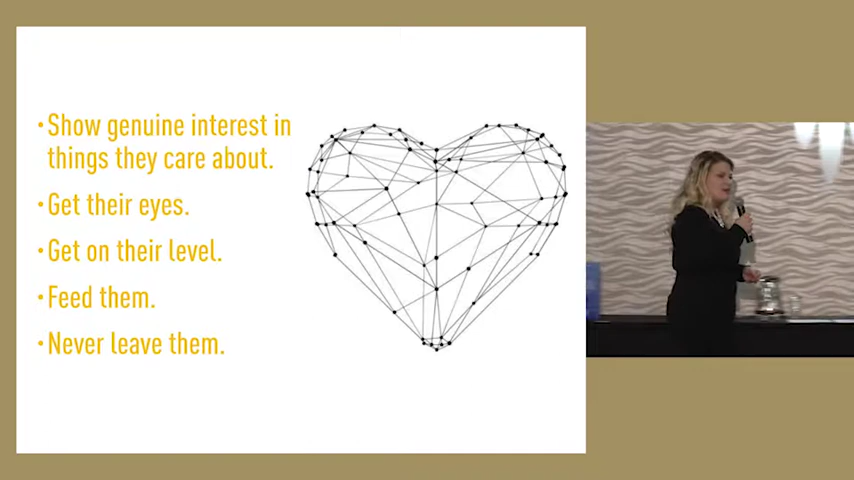 •Show genuine interest in
things they care about.
•Get their eyes.
•Get on their level.
•Feed them.
•Never leave them.